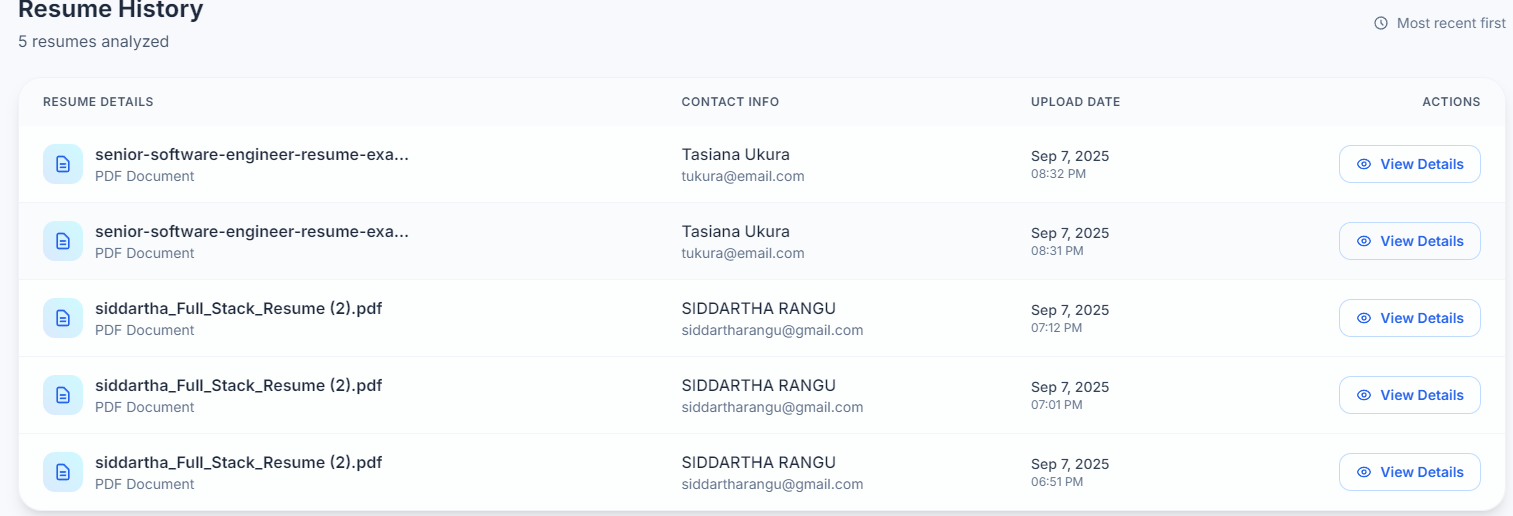 Resume History
5 resumes analyzed
Most recent first
RESUME DETAILS CONTACT INFO UPLOAD DATE ACTIONS
senior-software-engineer-resume-exa... Tasiana Ukura Sep 7, 2025 View Details
PDF Document tukura@email.com 08:32 PM
senior-software-engineer-resume-exa... Tasiana Ukura Sep 7, 2025 View Details
PDF Document tukura@email.com 08:31 PM
siddartha_Full_Stack_Resume (2).pdf SIDDARTHA RANGU Sep 7, 2025 View Details
PDF Document siddartharangu@gmail.com 07:12 PM
siddartha_Full_Stack_Resume (2).pdf SIDDARTHA RANGU Sep 7, 2025 View Details
PDF Document siddartharangu@gmail.com 07:01 PM
siddartha_Full_Stack_Resume (2).pdf SIDDARTHA RANGU Sep 7, 2025 View Details
PDF Document siddartharangu@gmail.com 06:51 PM